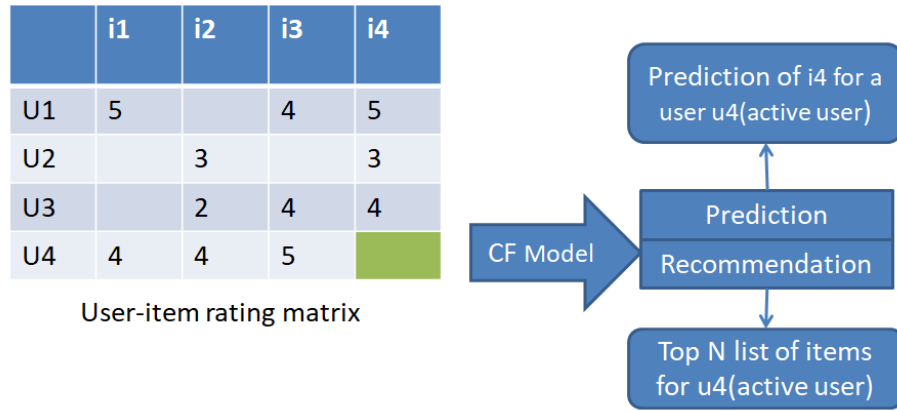 i1 i2 i3 i4
U1 5 4 5
U2 3 3
U3 2 4 4
U4 4 4 5
User-item rating matrix
CF Model
Prediction of i4 for a
user u4(active user)
Prediction
Recommendation
Top N list of items
for u4(active user)